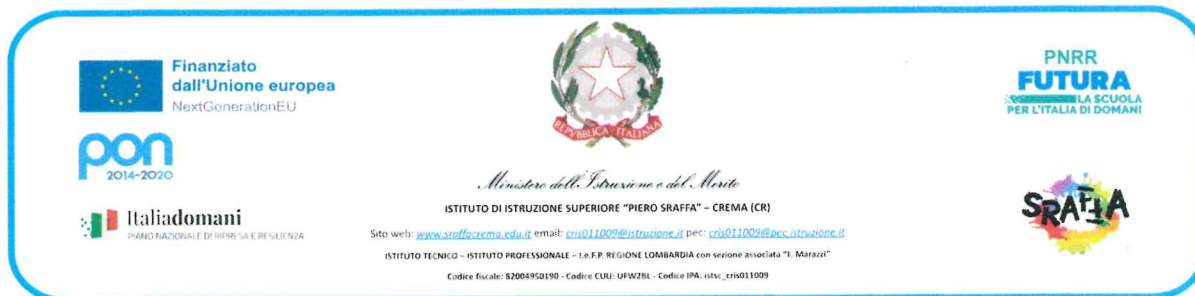 Finanziato
dall'Unione europea
NextGenerationEU
pon
2014-2020
Italiadomani
PIANO NAZIONALE DI RIPRESA E RESILIENZA
REPVBBLICA ITALIANA
Ministero dell'Istruzione e del Merito
ISTITUTO DI ISTRUZIONE SUPERIORE "PIERO SRAFFA" – CREMA (CR)
Sito web: www.sraffacrema.edu.it email: cris011009@istruzione.it pec: cris011009@pec.istruzione.it
ISTITUTO TECNICO – ISTITUTO PROFESSIONALE – I.e.F.P. REGIONE LOMBARDIA con sezione associata "F. Marazzi"
Codice fiscale: 82004950190 - Codice CUU: UFW2BL - Codice IPA: istsc_cris011009
PNRR
FUTURA
LA SCUOLA
PER L'ITALIA DI DOMANI
SRAFFA